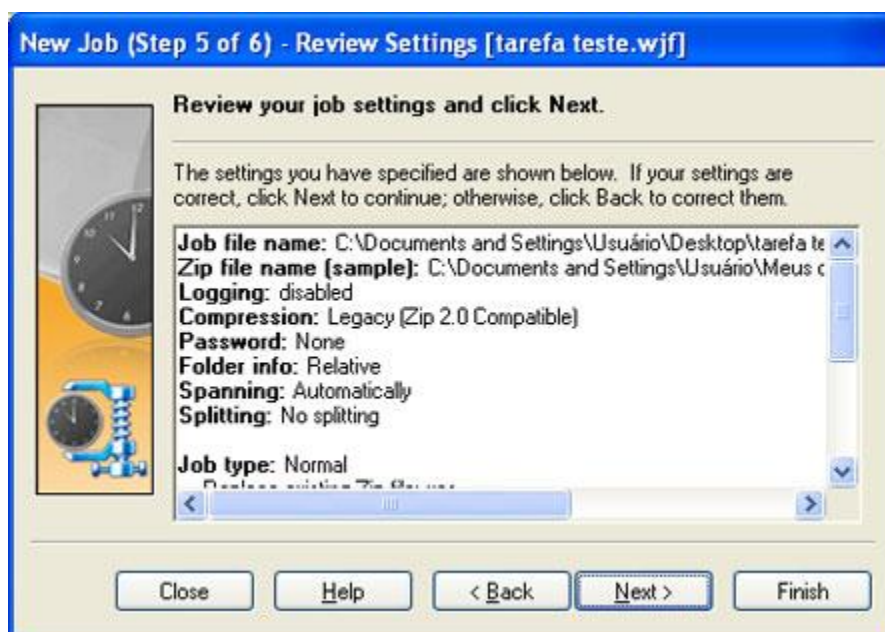 New Job (Step 5 of 6) - Review Settings [tarefa teste.wjf]
Review your job settings and click Next.
The settings you have specified are shown below. If your settings are
correct, click Next to continue; otherwise, click Back to correct them.
Job file name: C:\Documents and Settings\Usuário\Desktop\tarefa te
Zip file name (sample): C:\Documents and Settings\Usuário\Meus
Logging: disabled
Compression: Legacy (Zip 2.0 Compatible)
Password: None
Folder info: Relative
Spanning: Automatically
Splitting: No splitting
Job type: Normal
Close Help < Back Next > Finish